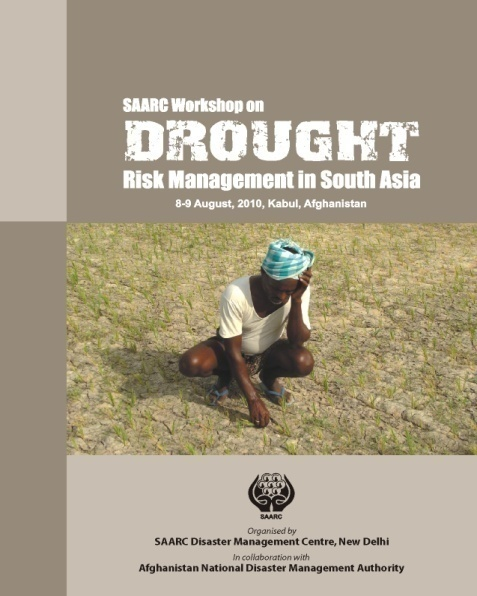 SAARC Workshop on
DROUGHT
Risk Management in South Asia
8-9 August, 2010, Kabul, Afghanistan
SAARC
Organised by
SAARC Disaster Management Centre, New Delhi
In collaboration with
Afghanistan National Disaster Management Authority